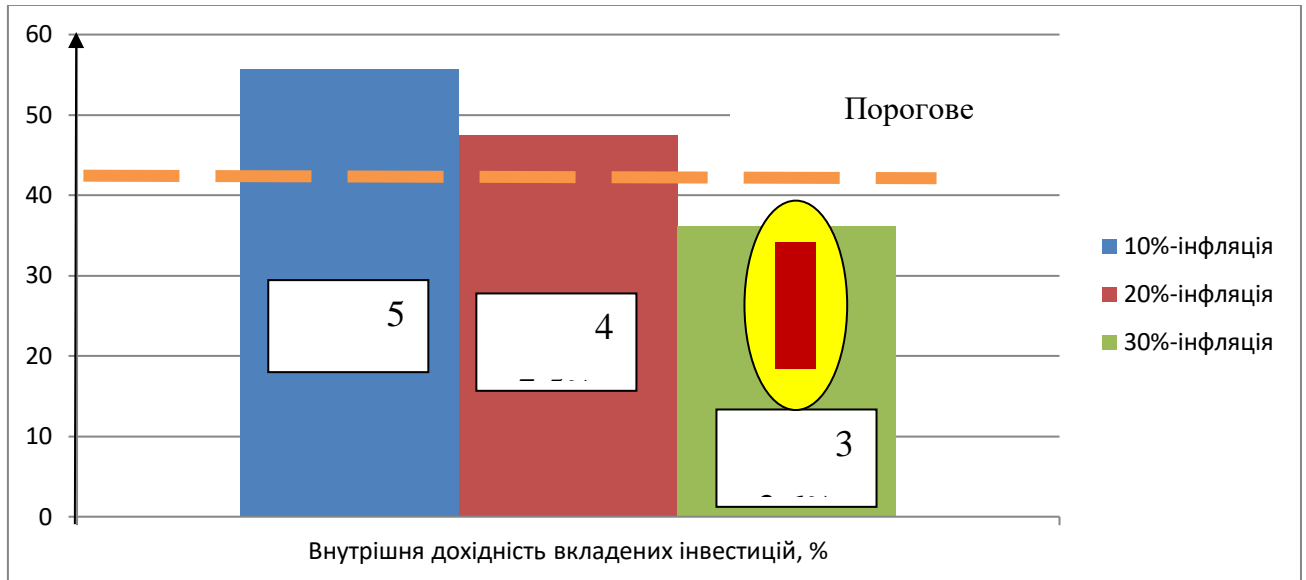 60
50
40
30
20
10
0
Порогове
5
4
3
10%-інфляція
20%-інфляція
30%-інфляція
Внутрішня дохідність вкладених інвестицій, %